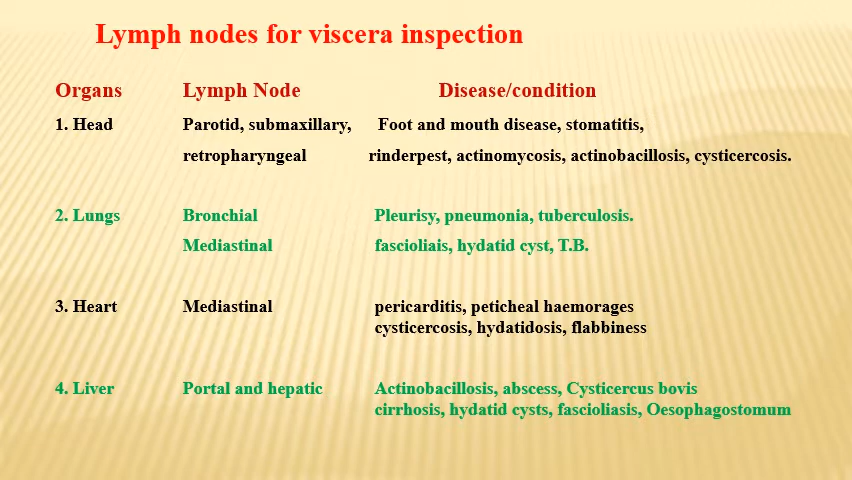 Lymph nodes for viscera inspection
Organs Lymph Node Disease/condition
1. Head Parotid, submaxillary, Foot and mouth disease, stomatitis,
retropharyngeal rinderpest, actinomycosis, actinobacillosis, cysticercosis.
2. Lungs Bronchial Pleurisy, pneumonia, tuberculosis.
Mediastinal fascioliais, hydatid cyst, T.B.
3. Heart Mediastinal pericarditis, peticheal haemorages
cysticercosis, hydatidosis, flabbiness
4. Liver Portal and hepatic Actinobacillosis, abscess, Cysticercus bovis
cirrhosis, hydatid cysts, fascioliasis, Oesophagostomum